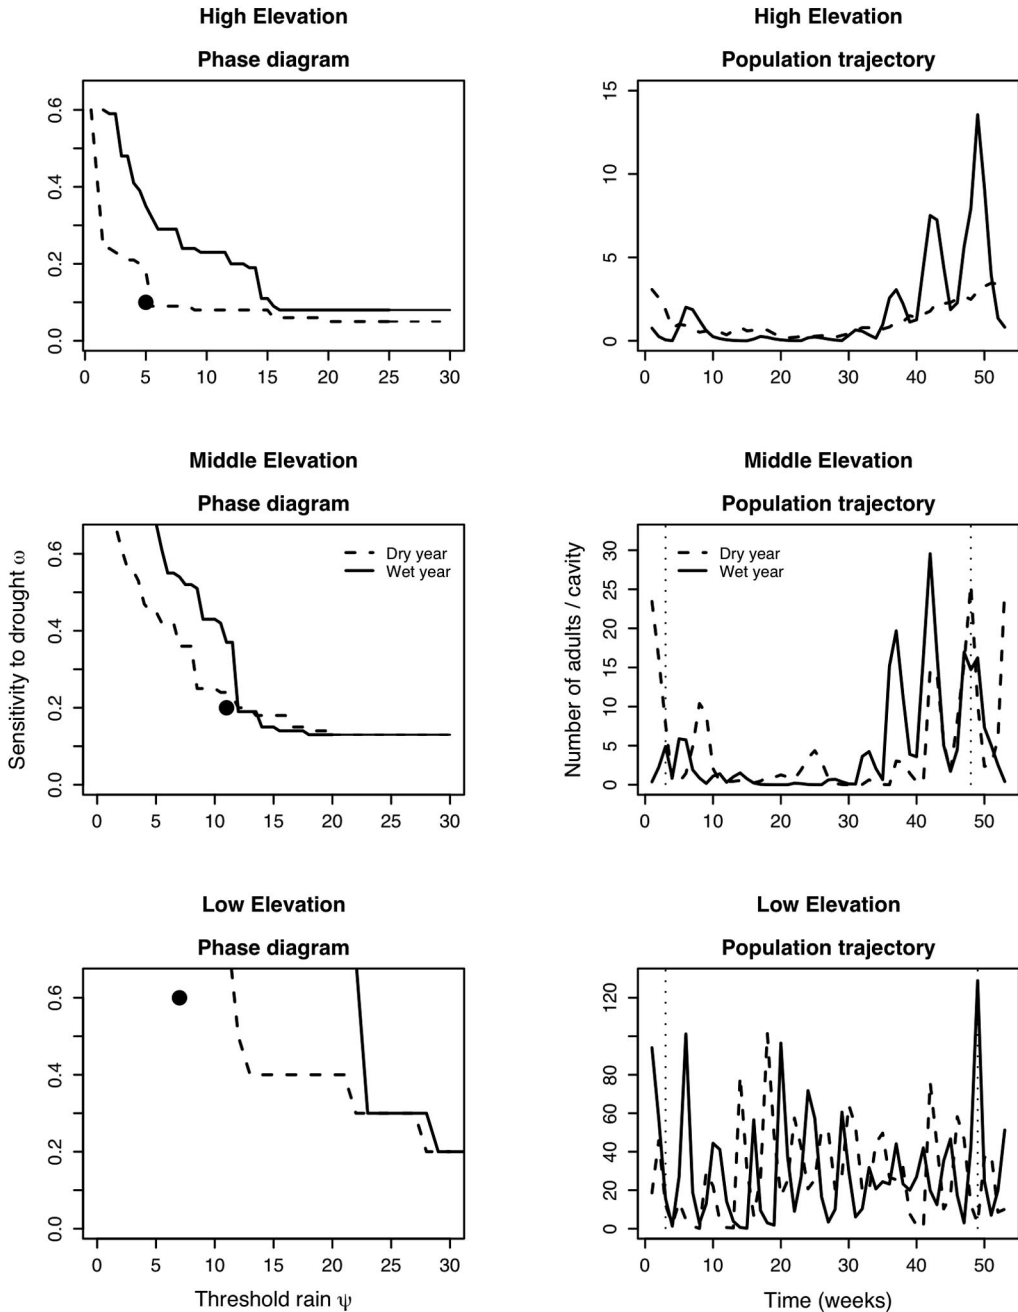 High Elevation
Phase diagram
0.0 0.2 0.4 0.6
0 5 10 15 20 25 30
High Elevation
Population trajectory
0 5 10 15
0 10 20 30 40 50
Middle Elevation
Phase diagram
Dry year
Wet year
0.0 0.2 0.4 0.6
0 5 10 15 20 25 30
Sensitivity to drought ω
Middle Elevation
Population trajectory
Dry year
Wet year
0 5 10 15 20 25 30
0 10 20 30 40 50
Number of adults / cavity
Low Elevation
Phase diagram
0.0 0.2 0.4 0.6
0 5 10 15 20 25 30
Threshold rain ψ
Low Elevation
Population trajectory
0 20 40 60 80 120
0 10 20 30 40 50
Time (weeks)